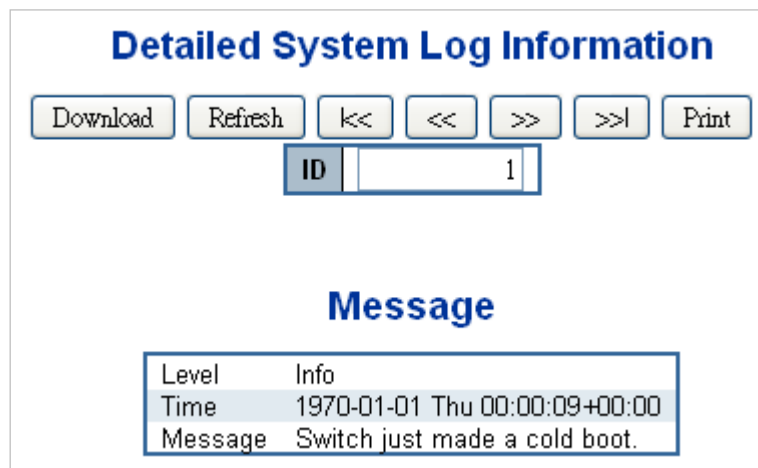 Detailed System Log Information
Download Refresh |<< << >> >>| Print
ID 1
Message
Level Info
Time 1970-01-01 Thu 00:00:09+00:00
Message Switch just made a cold boot.